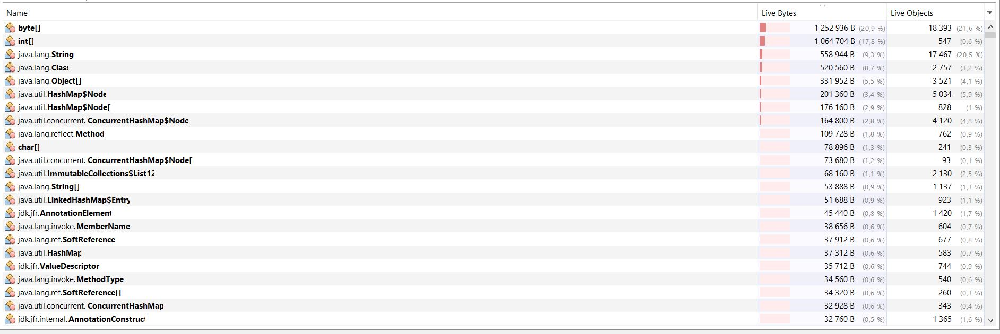 Name Live Bytes Live Objects
byte[] 1 252 936 B (20,9 %) 18 393 (21,6 %)
int[] 1 064 704 B (17,8 %) 547 (0,6 %)
java.lang.String 558 944 B (9,3 %) 17 467 (20,5 %)
java.lang.Class 520 560 B (8,7 %) 2 757 (3,2 %)
java.lang.Object[] 331 952 B (5,5 %) 3 521 (4,1 %)
java.util.HashMap$Node 201 360 B (3,4 %) 5 034 (5,9 %)
java.util.HashMap$Node[ 176 160 B (2,9 %) 828 (1 %)
java.util.concurrent. ConcurrentHashMap$Node 164 800 B (2,8 %) 4 120 (4,8 %)
java.lang.reflect.Method 109 728 B (1,8 %) 762 (0,9 %)
char[] 78 896 B (1,3 %) 241 (0,3 %)
java.util.concurrent. ConcurrentHashMap$Node[] 73 680 B (1,2 %) 93 (0,1 %)
java.util.ImmutableCollections$List12 68 160 B (1,1 %) 2 130 (2,5 %)
java.lang.String[] 53 888 B (0,9 %) 1 137 (1,3 %)
java.util.LinkedHashMap$Entry 51 688 B (0,9 %) 923 (1,1 %)
jdk.jfr.AnnotationElement 45 440 B (0,8 %) 1 420 (1,7 %)
java.lang.invoke.MemberName 38 656 B (0,6 %) 604 (0,7 %)
java.lang.ref.SoftReference 37 912 B (0,6 %) 677 (0,8 %)
java.util.HashMap 37 312 B (0,6 %) 583 (0,7 %)
jdk.jfr.ValueDescriptor 35 712 B (0,6 %) 744 (0,9 %)
java.lang.invoke.MethodType 34 560 B (0,6 %) 540 (0,6 %)
java.lang.ref.SoftReference[] 34 320 B (0,6 %) 260 (0,3 %)
java.util.concurrent. ConcurrentHashMap 32 928 B (0,6 %) 343 (0,4 %)
jdk.jfr.internal.AnnotationConstruct 32 760 B (0,5 %) 1 365 (1,6 %)